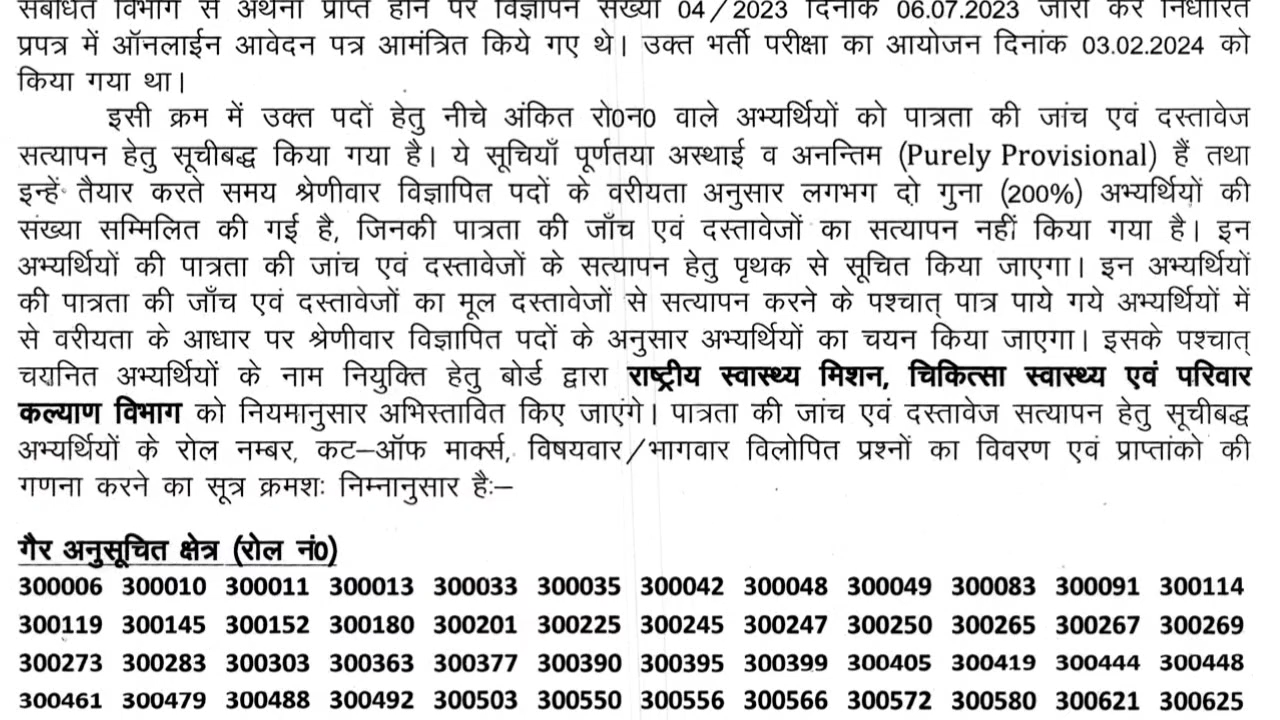 संबंधित विभाग से अर्थना प्राप्त होने पर विज्ञापन संख्या 04/2023 दिनांक 06.07.2023 जारी कर निर्धारित
प्रपत्र में ऑनलाईन आवेदन पत्र आमंत्रित किये गए थे। उक्त भर्ती परीक्षा का आयोजन दिनांक 03.02.2024 को
किया गया था।
इसी क्रम में उक्त पदों हेतु नीचे अंकित रो0न0 वाले अभ्यर्थियों को पात्रता की जांच एवं दस्तावेज
सत्यापन हेतु सूचीबद्ध किया गया है। ये सूचियाँ पूर्णतया अस्थाई व अनन्तिम (Purely Provisional) हैं तथा
इन्हें तैयार करते समय श्रेणीवार विज्ञापित पदों के वरीयता अनुसार लगभग दो गुना (200%) अभ्यर्थियों की
संख्या सम्मिलित की गई है, जिनकी पात्रता की जाँच एवं दस्तावेजों का सत्यापन नहीं किया गया है। इन
अभ्यर्थियों की पात्रता की जांच एवं दस्तावेजों के सत्यापन हेतु पृथक से सूचित किया जाएगा। इन अभ्यर्थियों
की पात्रता की जाँच एवं दस्तावेजों का मूल दस्तावेजों से सत्यापन करने के पश्चात् पात्र पाये गये अभ्यर्थियों में
से वरीयता के आधार पर श्रेणीवार विज्ञापित पदों के अनुसार अभ्यर्थियों का चयन किया जाएगा। इसके पश्चात्
चयनित अभ्यर्थियों के नाम नियुक्ति हेतु बोर्ड द्वारा राष्ट्रीय स्वास्थ्य मिशन, चिकित्सा स्वास्थ्य एवं परिवार
कल्याण विभाग को नियमानुसार अभिस्तावित किए जाएंगे। पात्रता की जांच एवं दस्तावेज सत्यापन हेतु सूचीबद्ध
अभ्यर्थियों के रोल नम्बर, कट–ऑफ मार्क्स, विषयवार/भागवार विलोपित प्रश्नों का विवरण एवं प्राप्तांको की
गणना करने का सूत्र क्रमशः निम्नानुसार हैः–
गैर अनुसूचित क्षेत्र (रोल नं0)
300006 300010 300011 300013 300033 300035 300042 300048 300049 300083 300091 300114
300119 300145 300152 300180 300201 300225 300245 300247 300250 300265 300267 300269
300273 300283 300303 300363 300377 300390 300395 300399 300405 300419 300444 300448
300461 300479 300488 300492 300503 300550 300556 300566 300572 300580 300621 300625